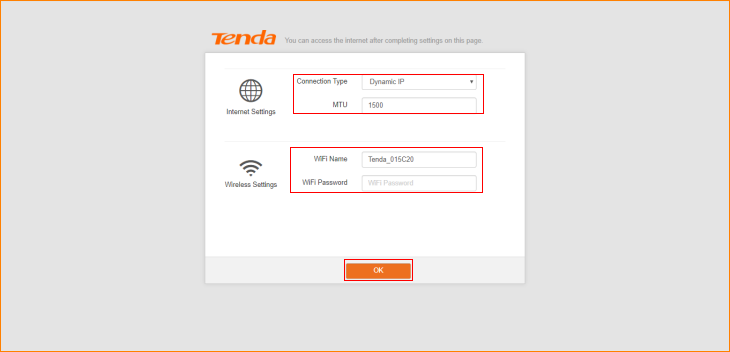 Tenda You can access the internet after completing settings on this page.
Connection Type Dynamic IP
Internet Settings
MTU 1500
WiFi Name Tenda_015C20
Wireless Settings
WiFi Password WiFi Password
OK